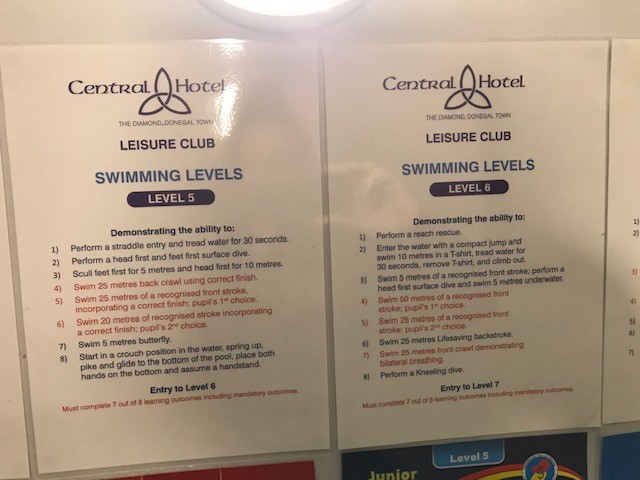 Central Hotel
THE DIAMOND, DONEGAL TOWN
LEISURE CLUB
SWIMMING LEVELS
LEVEL 5
Demonstrating the ability to:
1) Perform a straddle entry and tread water for 30 seconds.
2) Perform a head first and feet first surface dive.
3) Scull feet first for 5 metres and head first for 10 metres.
4) Swim 25 metres back crawl using correct finish.
5) Swim 25 metres of a recognised front stroke,
incorporating a correct finish; pupil's 1st choice.
6) Swim 20 metres of recognised stroke incorporating
a correct finish; pupil's 2nd choice.
7) Swim 5 metres butterfly.
8) Start in a crouch position in the water, spring up,
pike and glide to the bottom of the pool, place both
hands on the bottom and assume a handstand.
Entry to Level 6
Must complete 7 out of 8 learning outcomes including mandatory outcomes.
Central Hotel
THE DIAMOND, DONEGAL TOWN
LEISURE CLUB
SWIMMING LEVELS
LEVEL 6
Demonstrating the ability to:
1) Perform a reach rescue.
2) Enter the water with a compact jump and
swim 10 metres in a T-shirt, tread water for
30 seconds, remove T-shirt, and climb out.
3) Swim 5 metres of a recognised front stroke; perform a
head first surface dive and swim 5 metres underwater.
4) Swim 50 metres of a recognised front
stroke; pupil's 1st choice.
5) Swim 25 metres of a recognised front
stroke; pupil's 2nd choice.
6) Swim 25 metres Lifesaving backstroke.
7) Swim 25 metres front crawl demonstrating
bilateral breathing.
8) Perform a Kneeling dive.
Entry to Level 7
Must complete 7 out of 8 learning outcomes including mandatory outcomes.
1)
2)
3)
4)
5)
6)
7)
Level 5
Junior